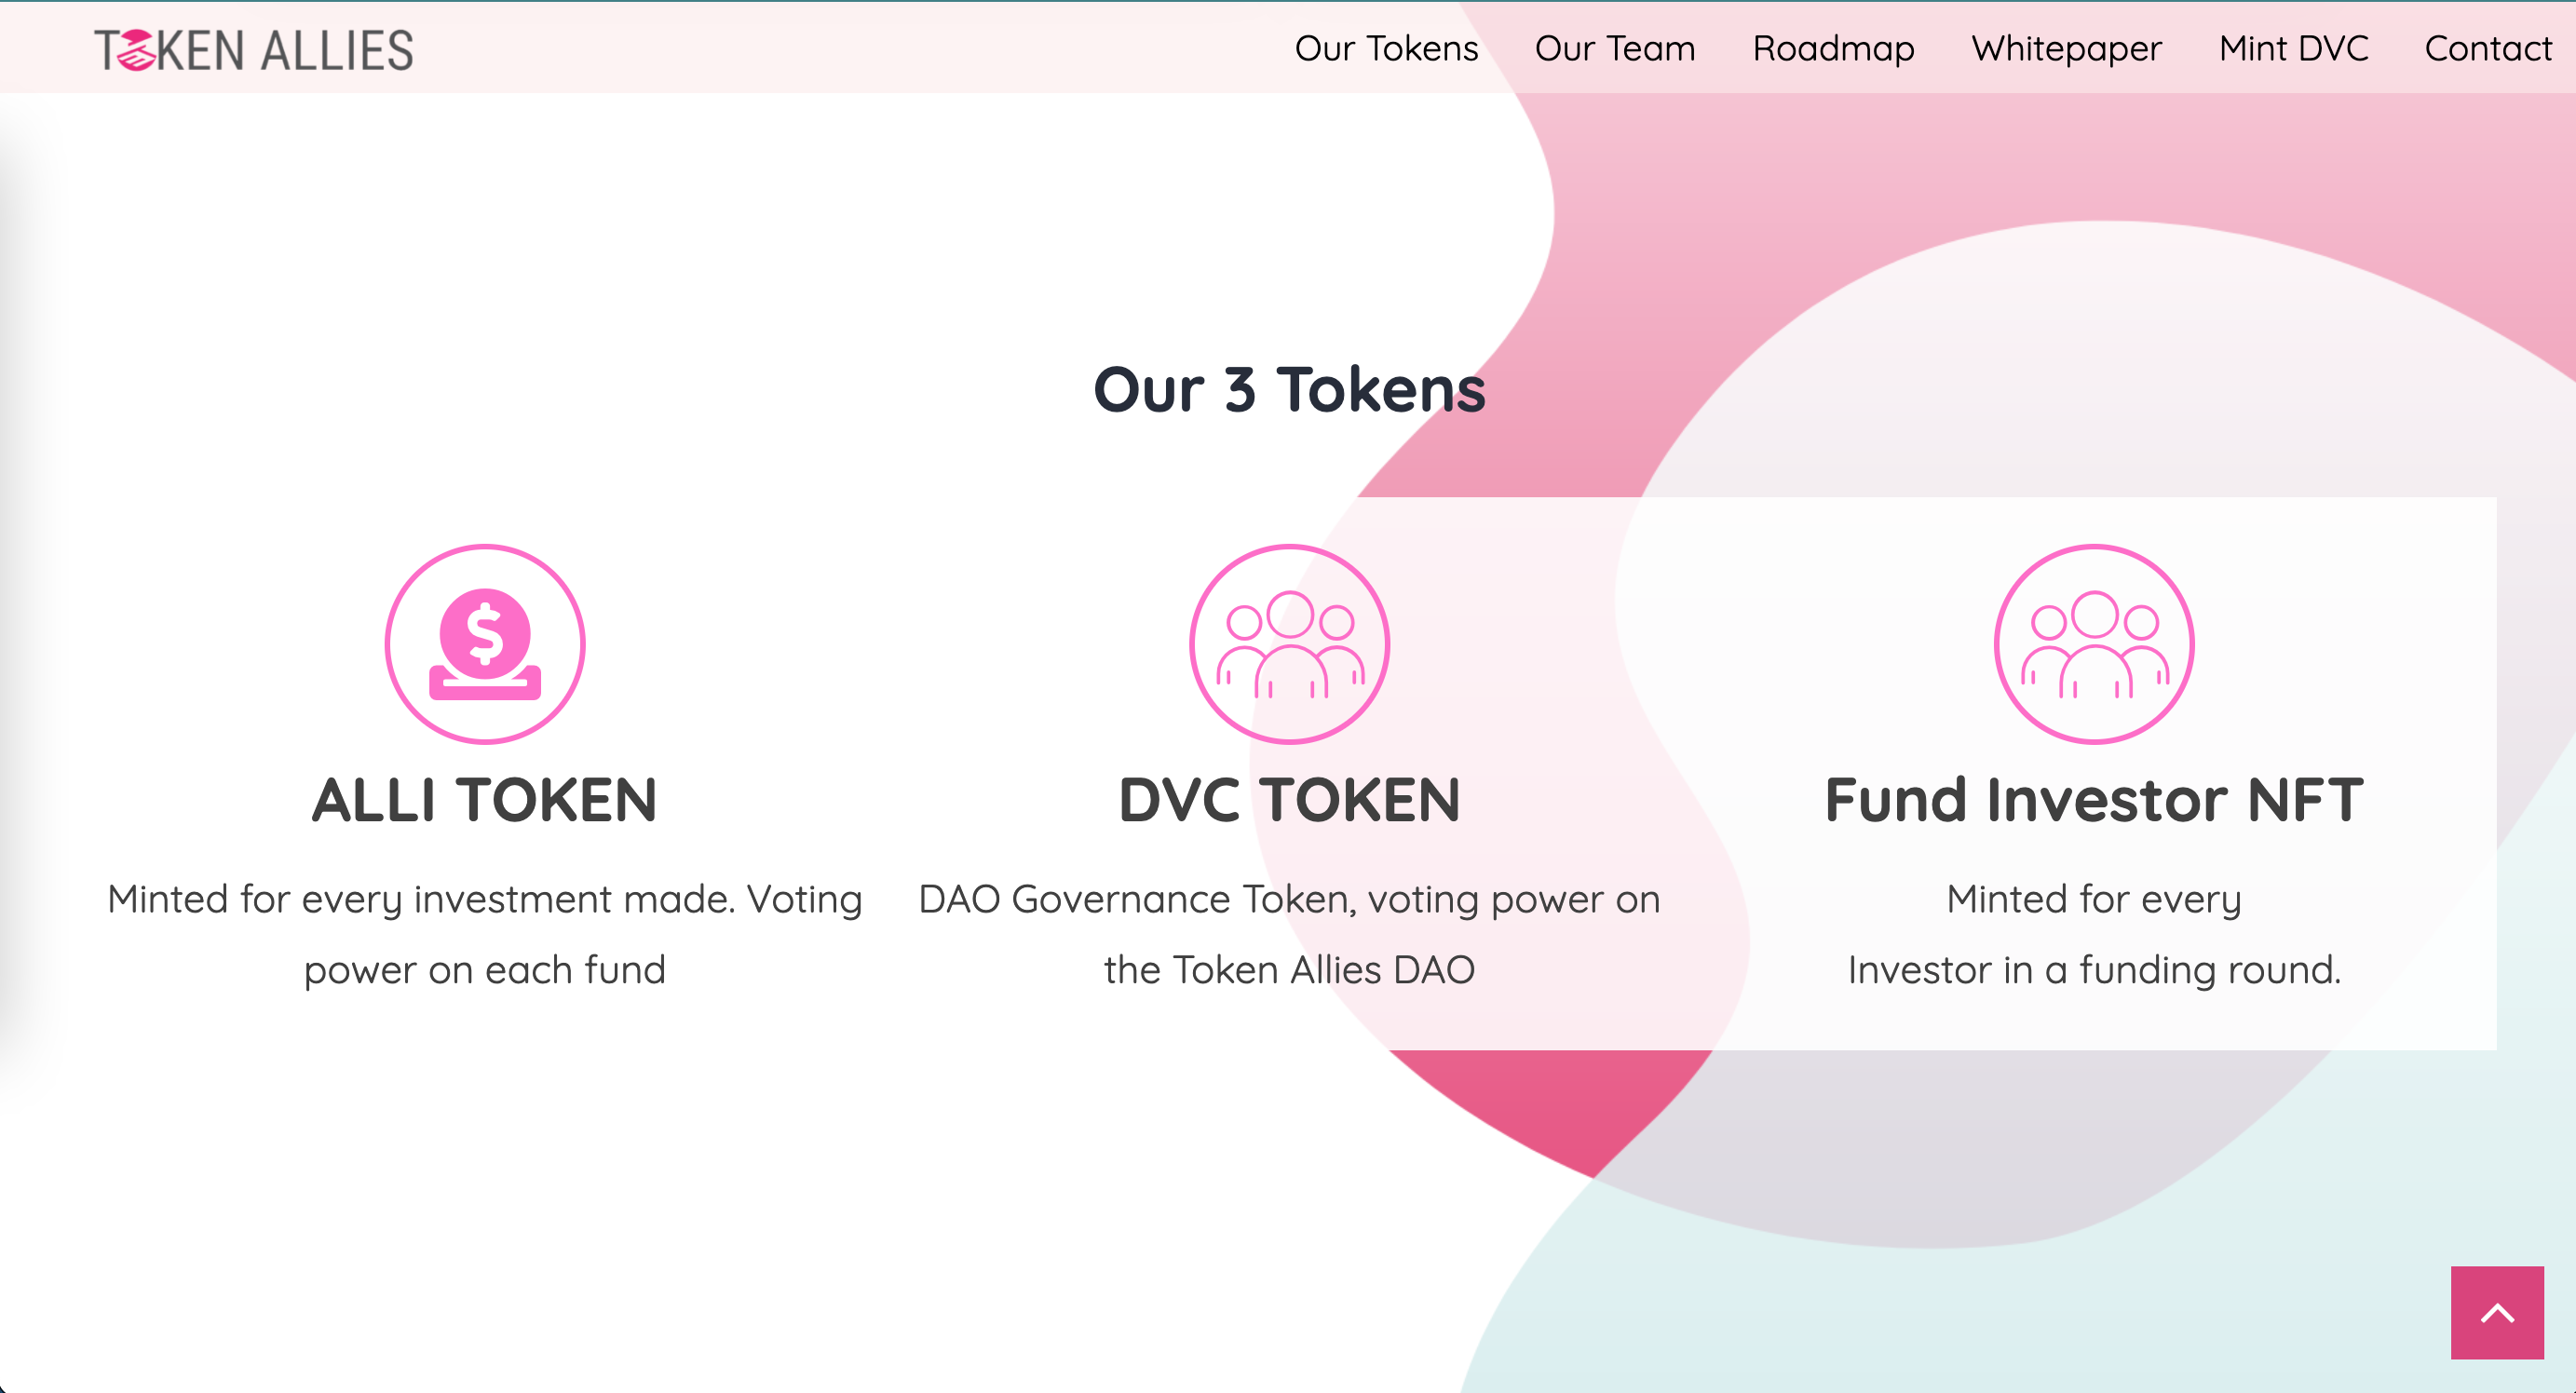 TOKEN ALLIES
Our Tokens Our Team Roadmap Whitepaper Mint DVC Contact
Our 3 Tokens
$
ALLI TOKEN
Minted for every investment made. Voting
power on each fund
DVC TOKEN
DAO Governance Token, voting power on
the Token Allies DAO
Fund Investor NFT
Minted for every
Investor in a funding round.